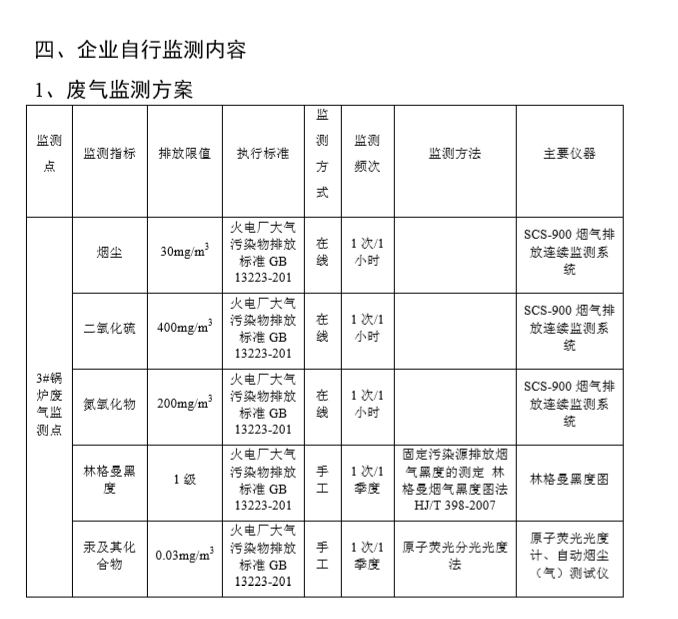 四、企业自行监测内容
1、废气监测方案
监测
点
监测指标
排放限值
执行标准
监
测
方
式
监测
频次
监测方法
主要仪器
3#锅
炉废
气监
测点
烟尘
30mg/m³
火电厂大气
污染物排放
标准 GB
13223-201
在
线
1 次/1
小时
SCS-900 烟气排
放连续监测系
统
二氧化硫
400mg/m³
火电厂大气
污染物排放
标准 GB
13223-201
在
线
1 次/1
小时
SCS-900 烟气排
放连续监测系
统
氮氧化物
200mg/m³
火电厂大气
污染物排放
标准 GB
13223-201
在
线
1 次/1
小时
SCS-900 烟气排
放连续监测系
统
林格曼黑
度
1 级
火电厂大气
污染物排放
标准 GB
13223-201
手
工
1 次/1
季度
固定污染源排放烟
气黑度的测定 林
格曼烟气黑度图法
HJ/T 398-2007
林格曼黑度图
汞及其化
合物
0.03mg/m³
火电厂大气
污染物排放
标准 GB
13223-201
手
工
1 次/1
季度
原子荧光分光光度
法
原子荧光光度
计、自动烟尘
（气）测试仪